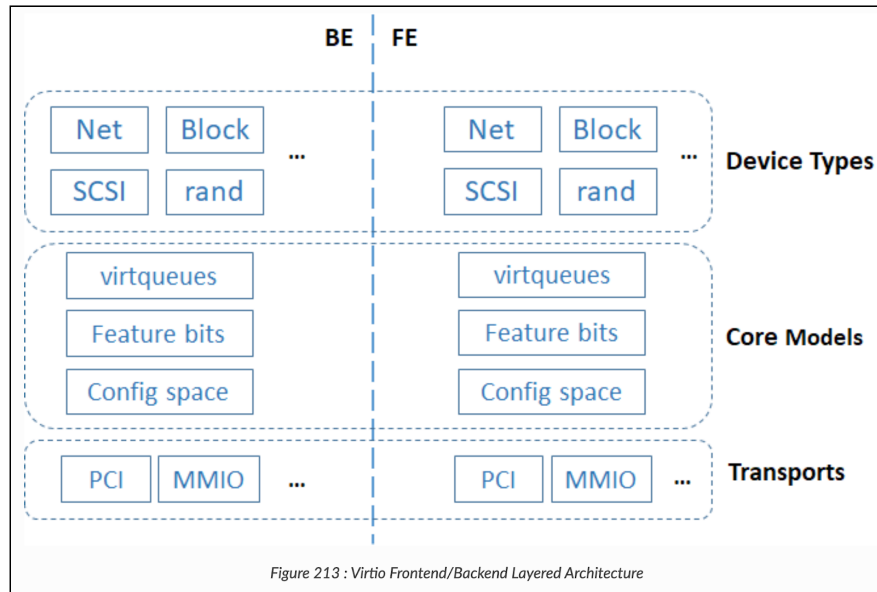 BE FE
Net Block ... Net Block ...
Device Types
SCSI rand SCSI rand
virtqueues virtqueues
Feature bits Feature bits
Core Models
Config space Config space
PCI MMIO ... PCI MMIO ...
Transports
Figure 213 : Virtio Frontend/Backend Layered Architecture